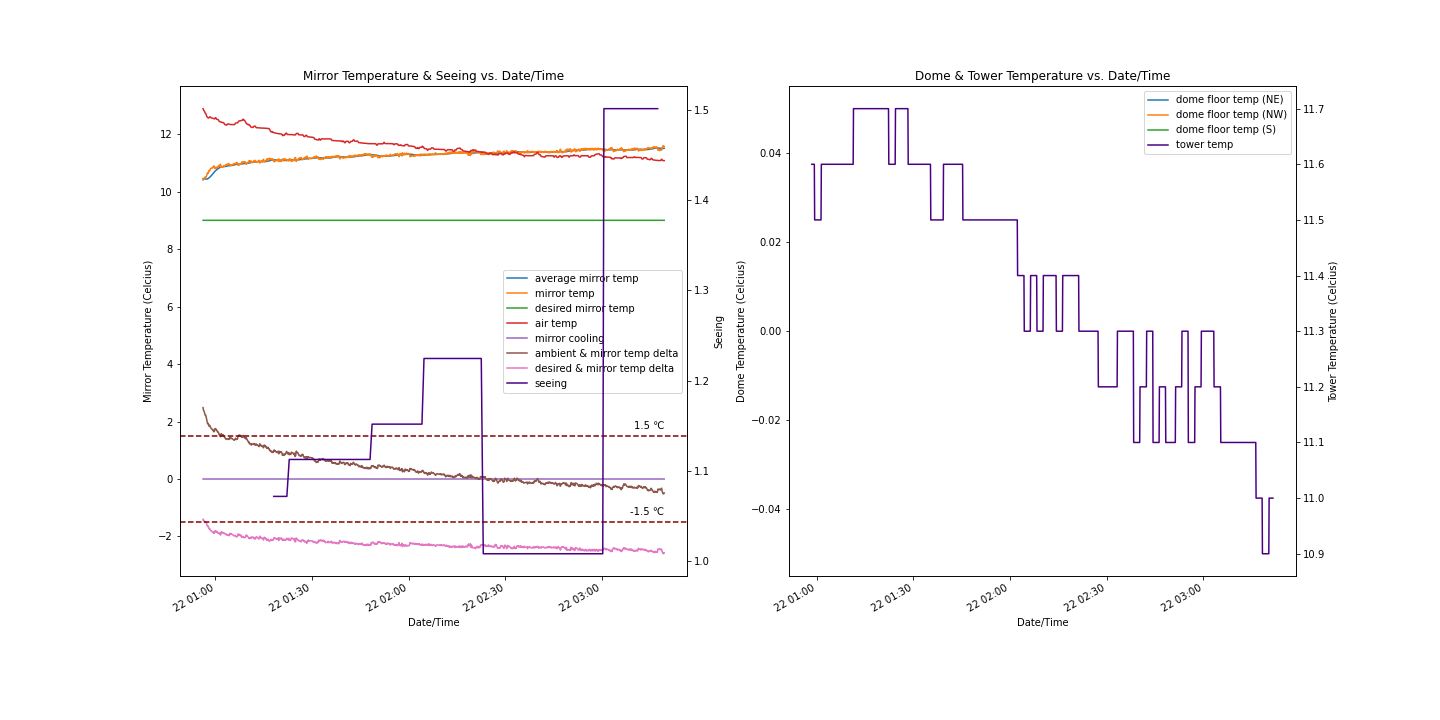 Mirror Temperature & Seeing vs. Date/Time
Mirror Temperature (Celcius)
12
10
8
6
4
2
0
−2
1.5
1.4
1.3
1.2
1.1
1.0
Seeing
average mirror temp
mirror temp
desired mirror temp
air temp
mirror cooling
ambient & mirror temp delta
desired & mirror temp delta
seeing
1.5 °C
-1.5 °C
22 01:00
22 01:30
22 02:00
22 02:30
22 03:00
Date/Time
Dome & Tower Temperature vs. Date/Time
Dome Temperature (Celcius)
0.04
0.02
0.00
−0.02
−0.04
dome floor temp (NE)
dome floor temp (NW)
dome floor temp (S)
tower temp
11.7
11.6
11.5
11.4
11.3
11.2
11.1
11.0
10.9
Tower Temperature (Celcius)
22 01:00
22 01:30
22 02:00
22 02:30
22 03:00
Date/Time